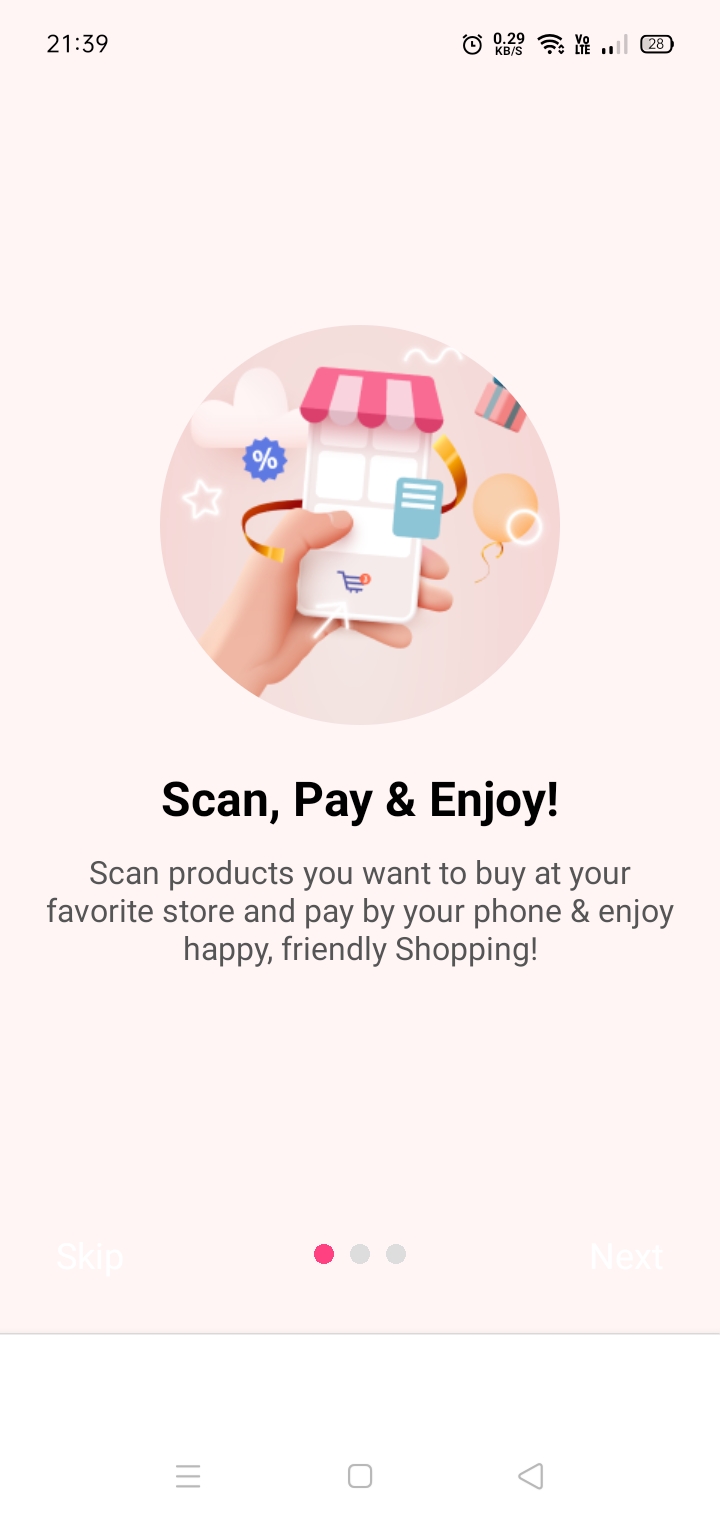 21:39
0.29
KB/S
Vo
LTE
28
%
Scan, Pay & Enjoy!
Scan products you want to buy at your
favorite store and pay by your phone & enjoy
happy, friendly Shopping!
Skip
Next